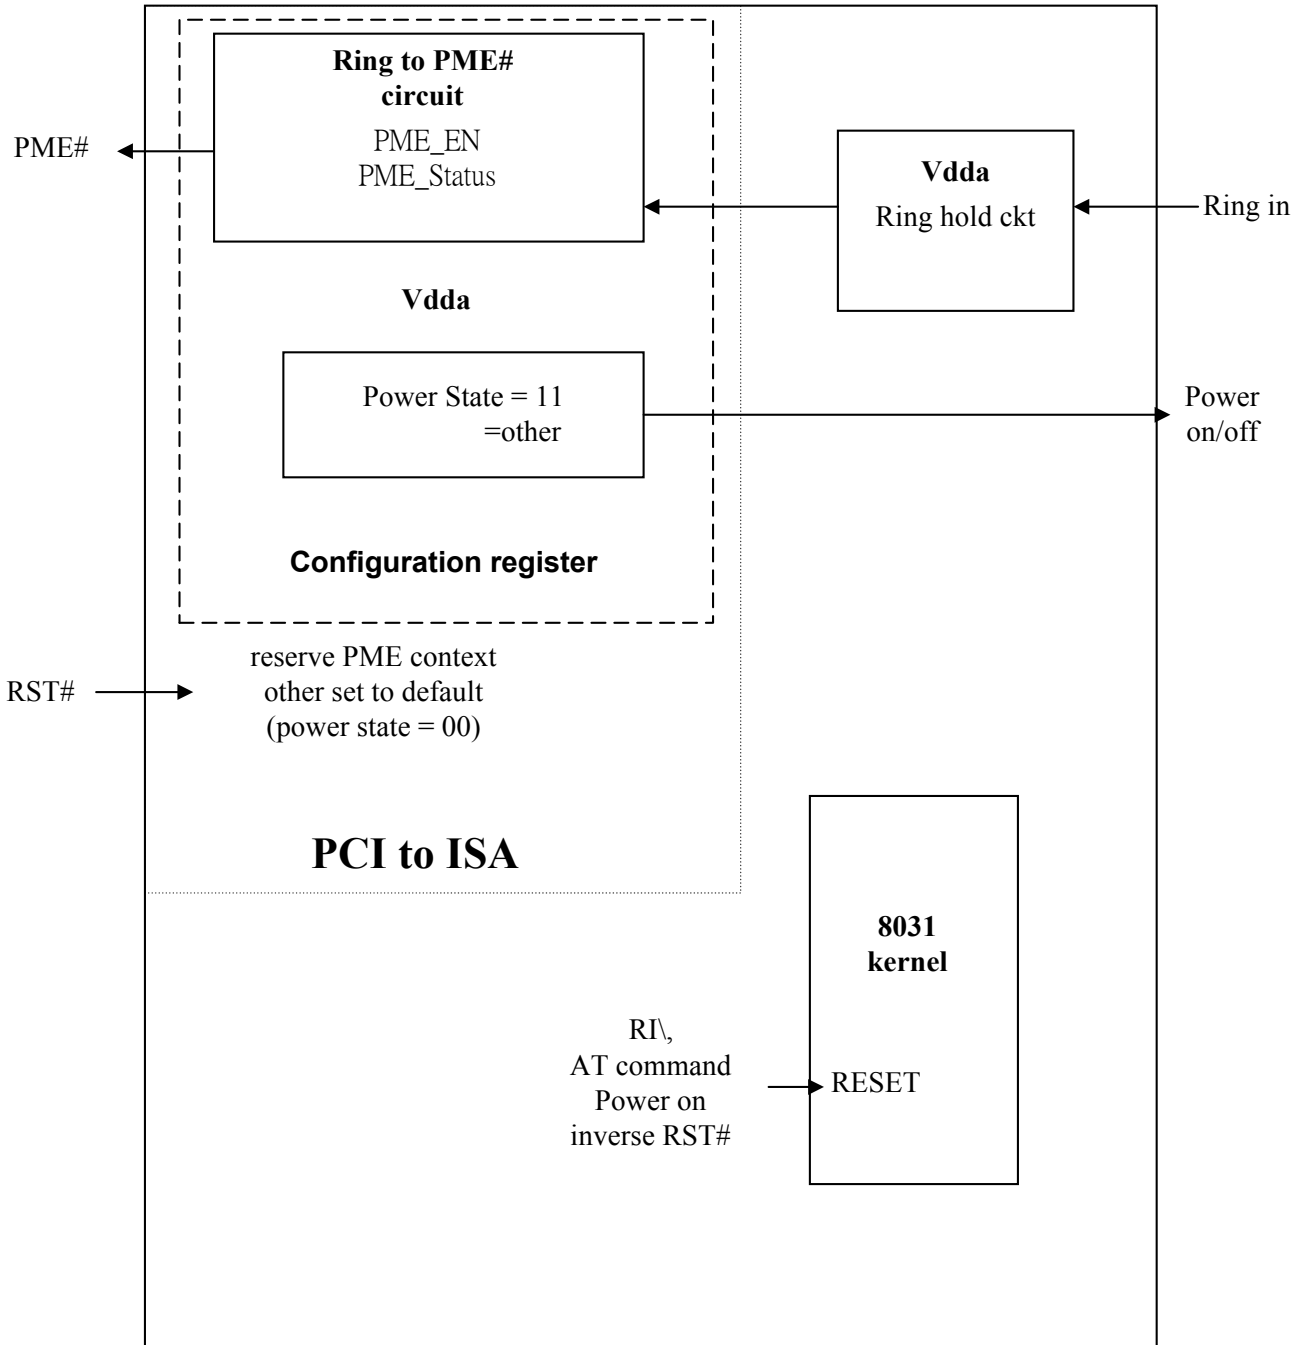 Ring to PME#
circuit
PME_EN
PME_Status
PME#
Vdda
Ring hold ckt
Ring in
Vdda
Power State = 11
=other
Power
on/off
Configuration register
reserve PME context
other set to default
(power state = 00)
RST#
PCI to ISA
8031
kernel
RI\,
AT command
Power on
inverse RST#
RESET